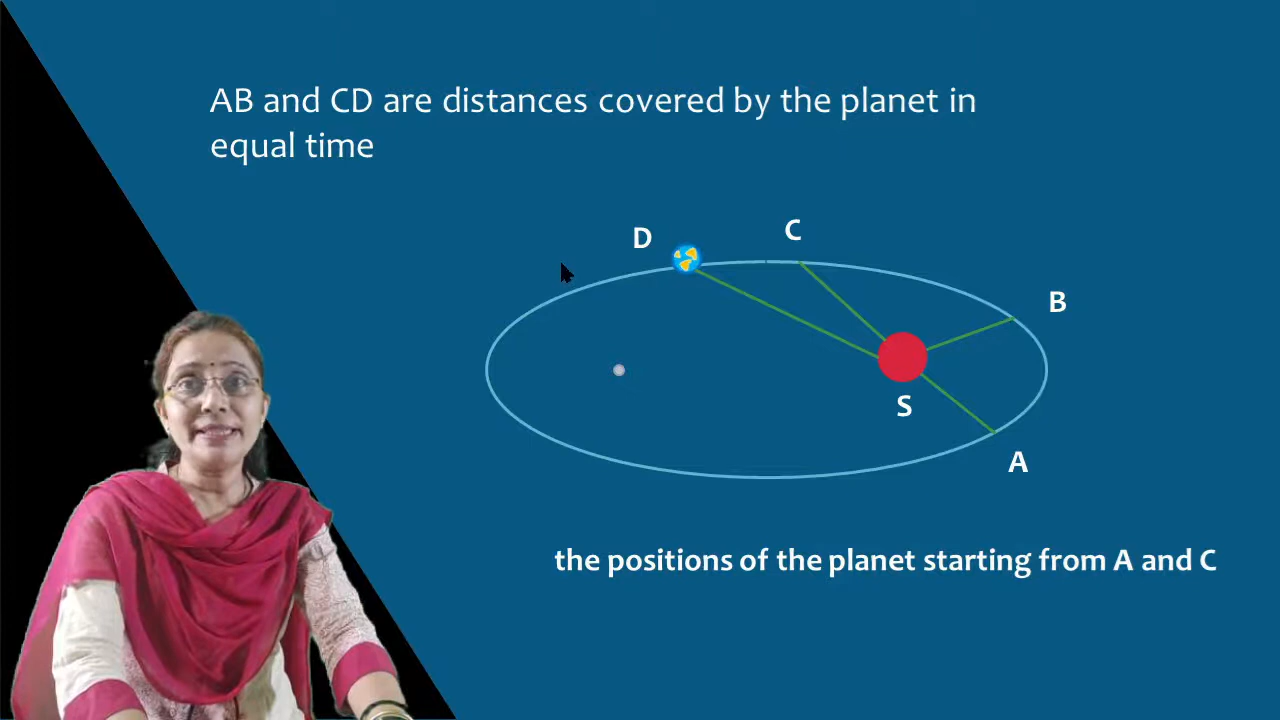 AB and CD are distances covered by the planet in
equal time
D
C
B
S
A
the positions of the planet starting from A and C